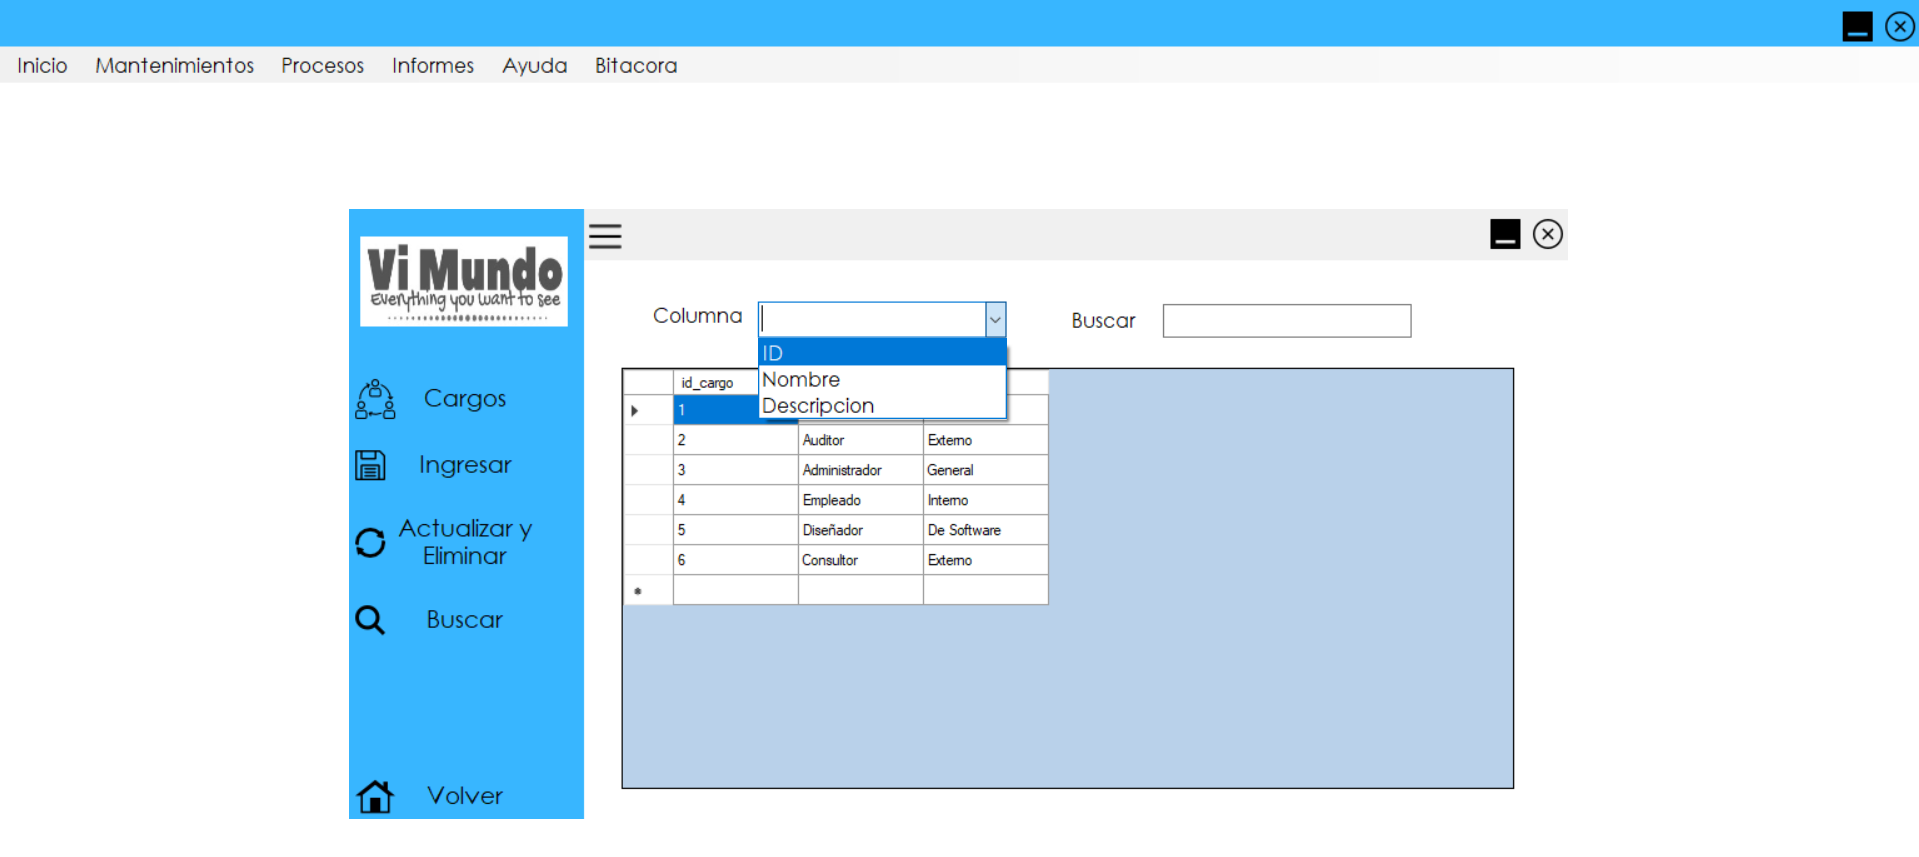 Inicio Mantenimientos Procesos Informes Ayuda Bitacora
Vi Mundo
Everything you want to see
Cargos
Ingresar
Actualizar y
Eliminar
Buscar
Volver
Columna
Buscar
ID
Nombre
Descripcion
id_cargo
1
2 Auditor Externo
3 Administrador General
4 Empleado Interno
5 Diseñador De Software
6 Consultor Externo